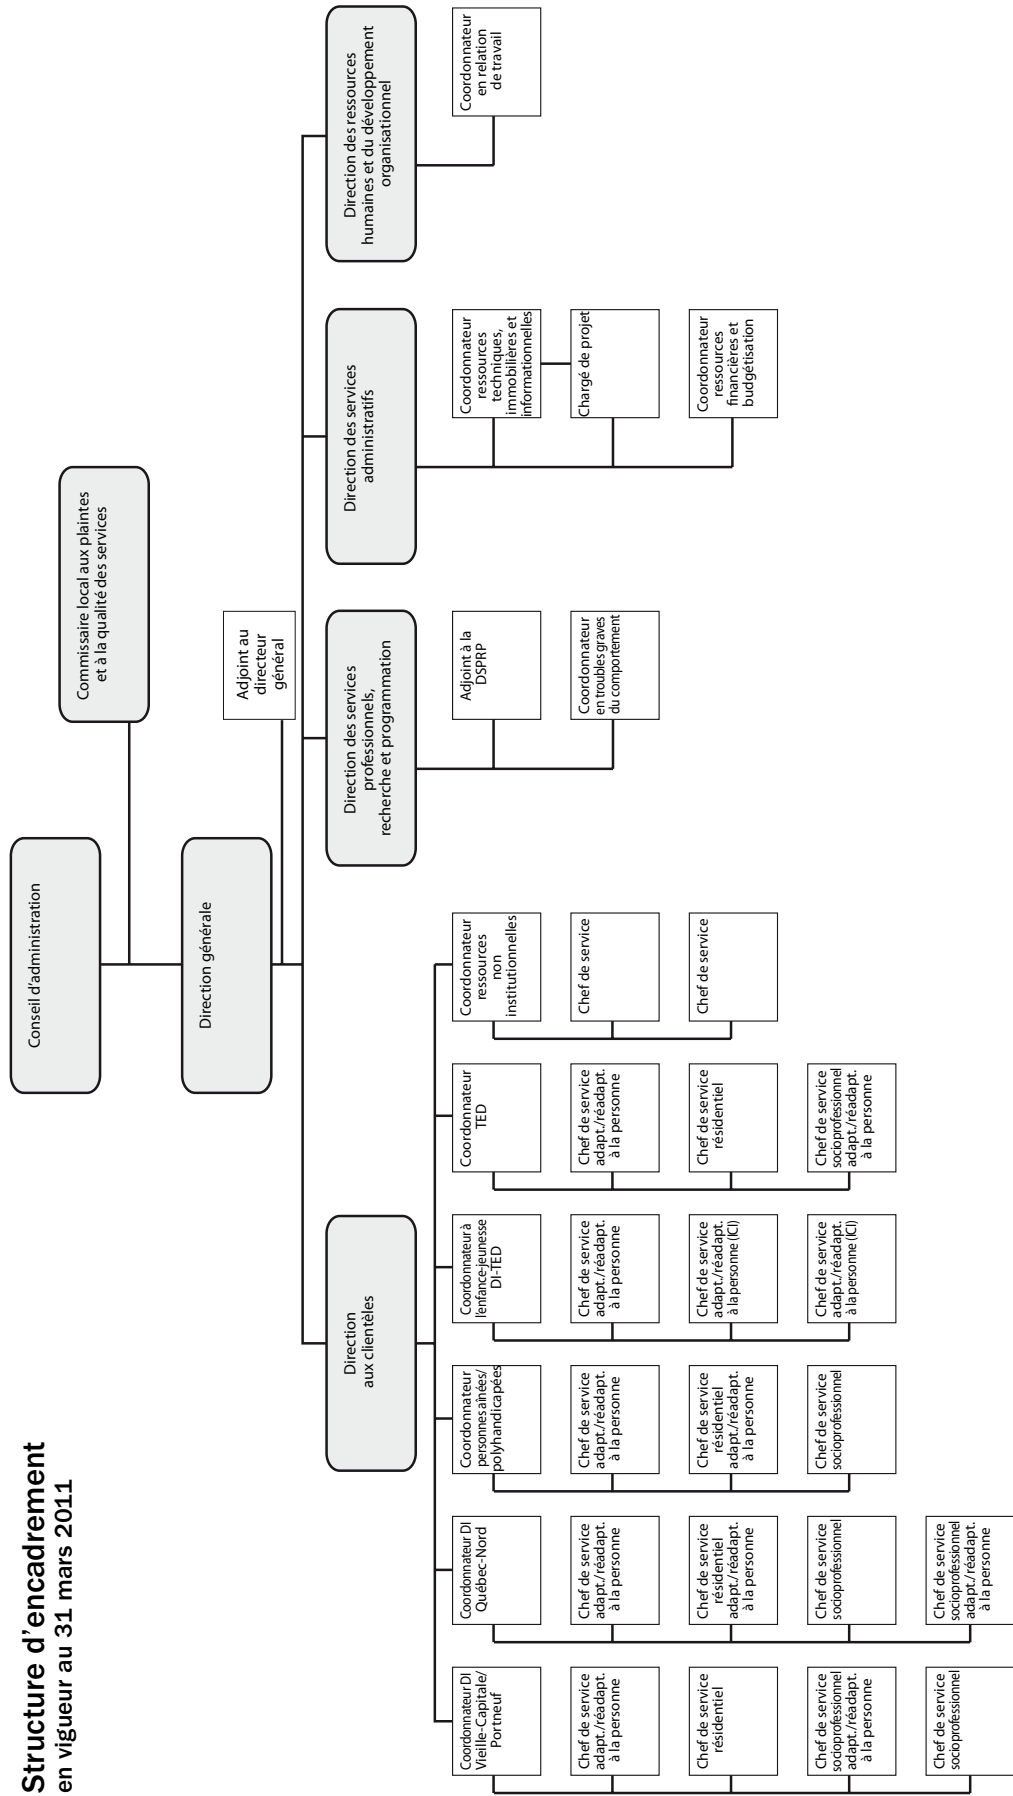 Structure d'encadrement
en vigueur au 31 mars 2011
Conseil d'administration
Commissaire local aux plaintes
et à la qualité des services
Direction générale
Adjoint au
directeur
général
Direction
aux clientèles
Direction des services
professionnels,
recherche et programmation
Direction des services
administratifs
Direction des ressources
humaines et du développement
organisationnel
Coordonnateur DI
Vieille-Capitale/
Portneuf
Chef de service
adapt./réadapt.
à la personne
Chef de service
résidentiel
Chef de service
socioprofessionnel
adapt./réadapt.
à la personne
Chef de service
socioprofessionnel
Coordonnateur DI
Québec-Nord
Chef de service
adapt./réadapt.
à la personne
Chef de service
résidentiel
adapt./réadapt.
à la personne
Chef de service
socioprofessionnel
Chef de service
socioprofessionnel
adapt./réadapt.
à la personne
Coordonnateur
personnes aînées/
polyhandicapées
Chef de service
adapt./réadapt.
à la personne
Chef de service
résidentiel
adapt./réadapt.
à la personne
Chef de service
socioprofessionnel
Coordonnateur à
l'enfance-jeunesse
DI-TED
Chef de service
adapt./réadapt.
à la personne
Chef de service
adapt./réadapt.
à la personne (ICI)
Chef de service
adapt./réadapt.
à la personne (ICI)
Coordonnateur
TED
Chef de service
adapt./réadapt.
à la personne
Chef de service
résidentiel
Chef de service
socioprofessionnel
adapt./réadapt.
à la personne
Coordonnateur
ressources
non
institutionnelles
Chef de service
Chef de service
Adjoint à la
DSPRP
Coordonnateur
en troubles graves
du comportement
Coordonnateur
ressources
techniques,
immobilières et
informationnelles
Chargé de projet
Coordonnateur
ressources
financières et
budgétisation
Coordonnateur
en relation
de travail